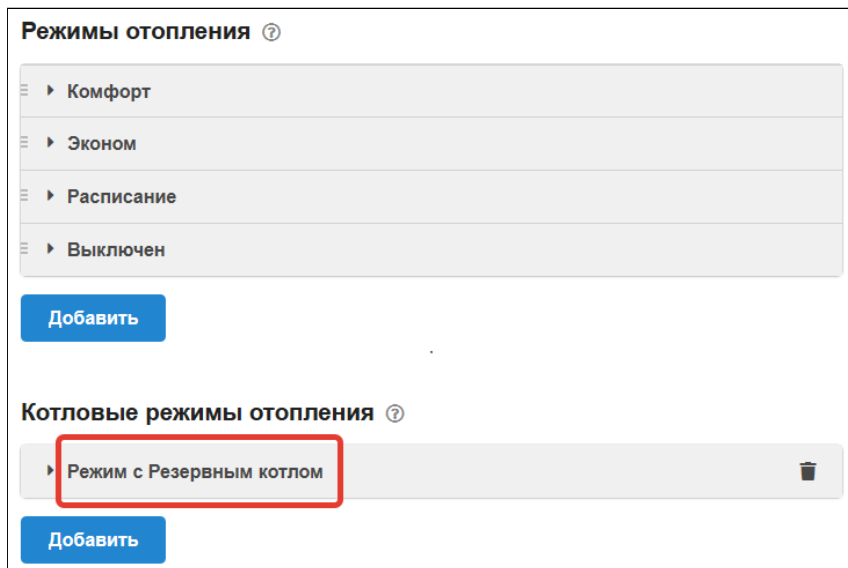 Режимы отопления ?
Комфорт
Эконом
Расписание
Выключен
Добавить
Котловые режимы отопления ?
Режим с Резервным котлом
Добавить